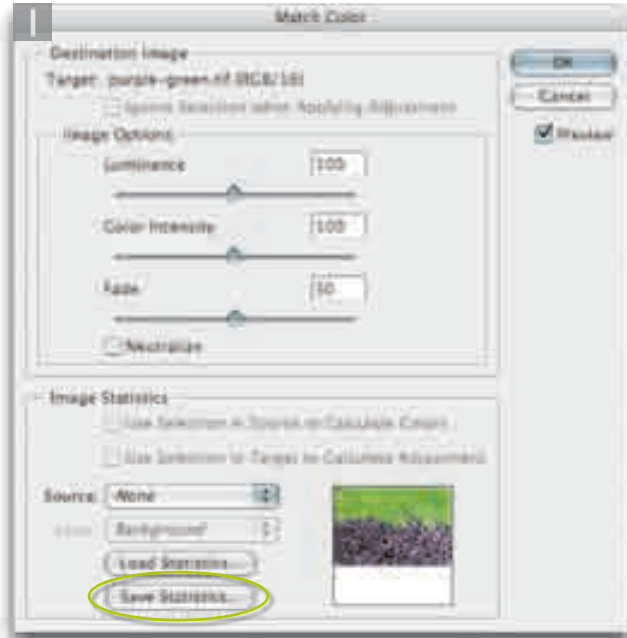 Match Color
Destination Image
Target: purple-green.tif (RGB/16)
Ignore Selection when Applying Adjustment
OK
Cancel
Preview
Image Options
Luminance 100
Color Intensity 100
Fade 50
Neutralize
Image Statistics
Use Selection in Source to Calculate Colors
Use Selection in Target to Calculate Adjustment
Source: None
Background
Load Statistics...
Save Statistics...